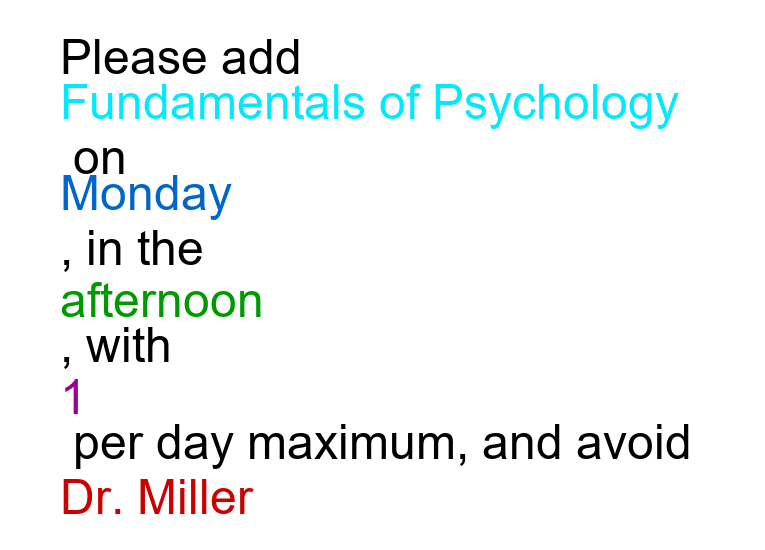 Please add
Fundamentals of Psychology
on
Monday
, in the
afternoon
, with
1
per day maximum, and avoid
Dr. Miller